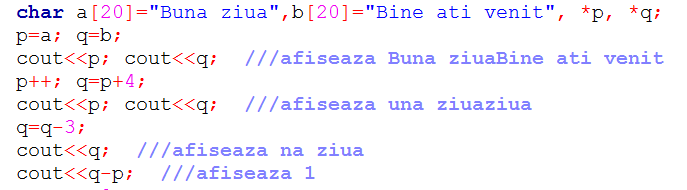 char a[20]="Buna ziua",b[20]="Bine ati venit", *p, *q;
p=a; q=b;
cout<<p; cout<<q; ///afiseaza Buna ziuaBine ati venit
p++; q=p+4;
cout<<p; cout<<q; ///afiseaza una ziuaziua
q=q-3;
cout<<q; ///afiseaza na ziua
cout<<q-p; ///afiseaza 1